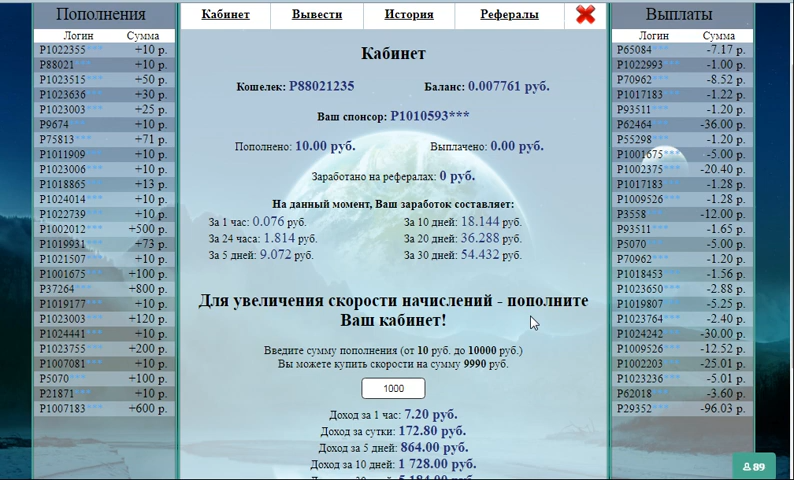 Пополнения
Логин Сумма
P1022355*** +10 р.
P88021*** +10 р.
P1023515*** +50 р.
P1023636*** +30 р.
P1023003*** +25 р.
P9674*** +10 р.
P75813*** +71 р.
P1011909*** +10 р.
P1023006*** +10 р.
P1018865*** +13 р.
P1024014*** +10 р.
P1022739*** +10 р.
P1002012*** +500 р.
P1019931*** +73 р.
P1021507*** +10 р.
P1001675*** +100 р.
P37264*** +800 р.
P1019177*** +10 р.
P1023003*** +120 р.
P1024441*** +10 р.
P1023755*** +200 р.
P1007081*** +10 р.
P5070*** +100 р.
P21871*** +10 р.
P1007183*** +600 р.
Кабинет Вывести История Рефералы
Кабинет
Кошелек: P88021235 Баланс: 0.007761 руб.
Ваш спонсор: P1010593***
Пополнено: 10.00 руб. Выплачено: 0.00 руб.
Заработано на рефералах: 0 руб.
На данный момент, Ваш заработок составляет:
За 1 час: 0.076 руб. За 10 дней: 18.144 руб.
За 24 часа: 1.814 руб. За 20 дней: 36.288 руб.
За 5 дней: 9.072 руб. За 30 дней: 54.432 руб.
Для увеличения скорости начислений - пополните
Ваш кабинет!
Введите сумму пополнения (от 10 руб. до 10000 руб.)
Вы можете купить скорости на сумму 9990 руб.
1000
Доход за 1 час: 7.20 руб.
Доход за сутки: 172.80 руб.
Доход за 5 дней: 864.00 руб.
Доход за 10 дней: 1 728.00 руб.
Выплаты
Логин Сумма
P65084*** -7.17 р.
P1022993*** -1.00 р.
P70962*** -8.52 р.
P1017183*** -1.22 р.
P93511*** -1.20 р.
P62464*** -36.00 р.
P55298*** -1.20 р.
P1001675*** -5.00 р.
P1002375*** -20.40 р.
P1017183*** -1.28 р.
P1009526*** -1.28 р.
P3558*** -12.00 р.
P93511*** -1.65 р.
P5070*** -5.00 р.
P70962*** -1.20 р.
P1018453*** -1.56 р.
P1023650*** -2.88 р.
P1019807*** -5.25 р.
P1023764*** -2.40 р.
P1024242*** -30.00 р.
P1009526*** -12.52 р.
P1002203*** -25.01 р.
P1023236*** -5.01 р.
P62018*** -3.60 р.
P29352*** -96.03 р.
89